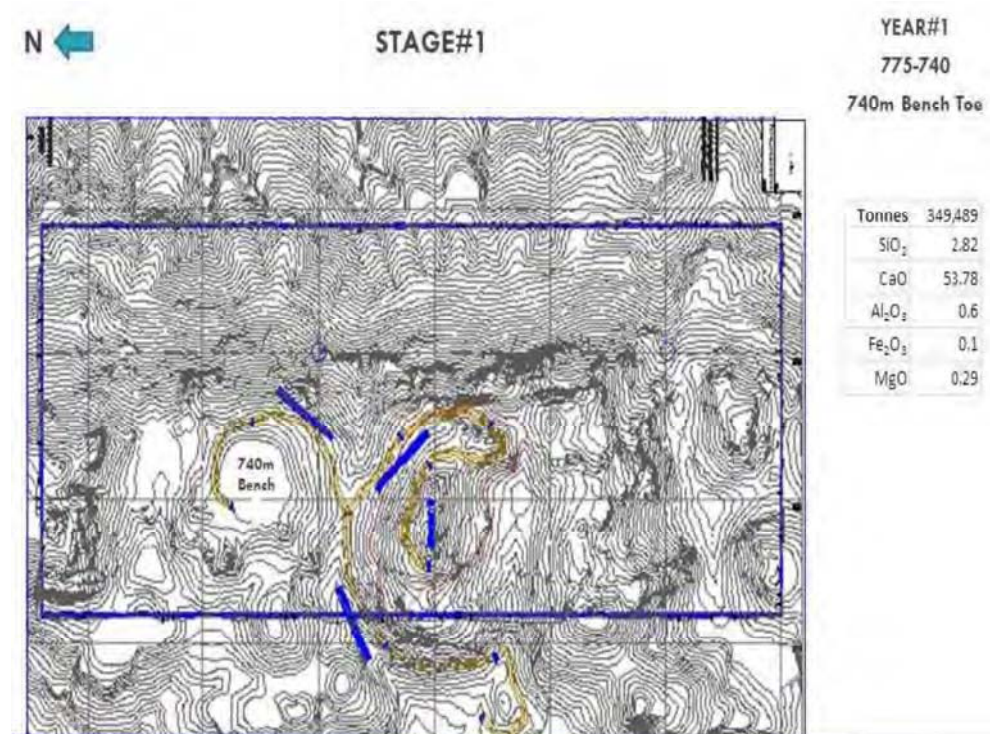 N
STAGE#1
YEAR#1
775-740
740m Bench Toe
Tonnes 349,489
SiO₂ 2.82
CaO 53.78
Al₂O₃ 0.6
Fe₂O₃ 0.1
MgO 0.29
740m
Bench